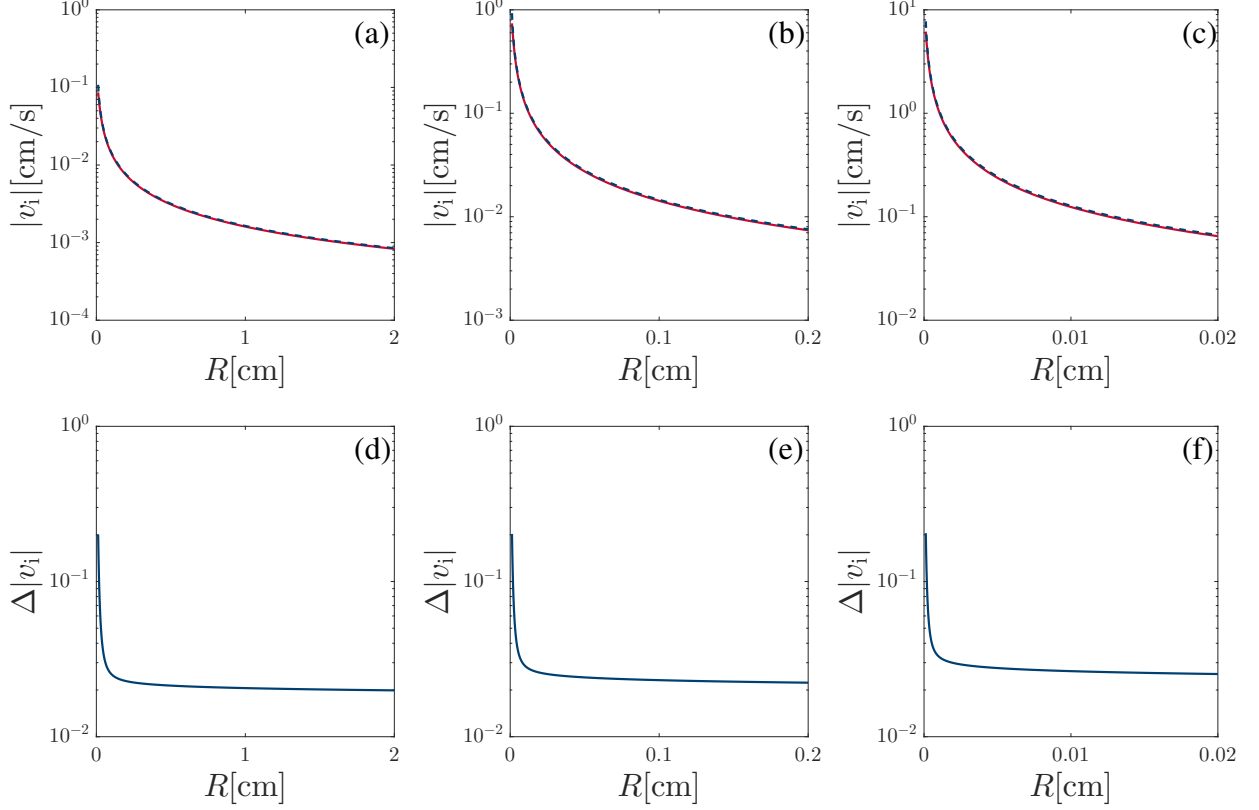 (a)
|v_i|[cm/s]
10^0
10^-1
10^-2
10^-3
10^-4
0 1 2
R[cm]
(b)
|v_i|[cm/s]
10^0
10^-1
10^-2
10^-3
0 0.1 0.2
R[cm]
(c)
|v_i|[cm/s]
10^1
10^0
10^-1
10^-2
0 0.01 0.02
R[cm]
(d)
Δ|v_i|
10^0
10^-1
10^-2
0 1 2
R[cm]
(e)
Δ|v_i|
10^0
10^-1
10^-2
0 0.1 0.2
R[cm]
(f)
Δ|v_i|
10^0
10^-1
10^-2
0 0.01 0.02
R[cm]